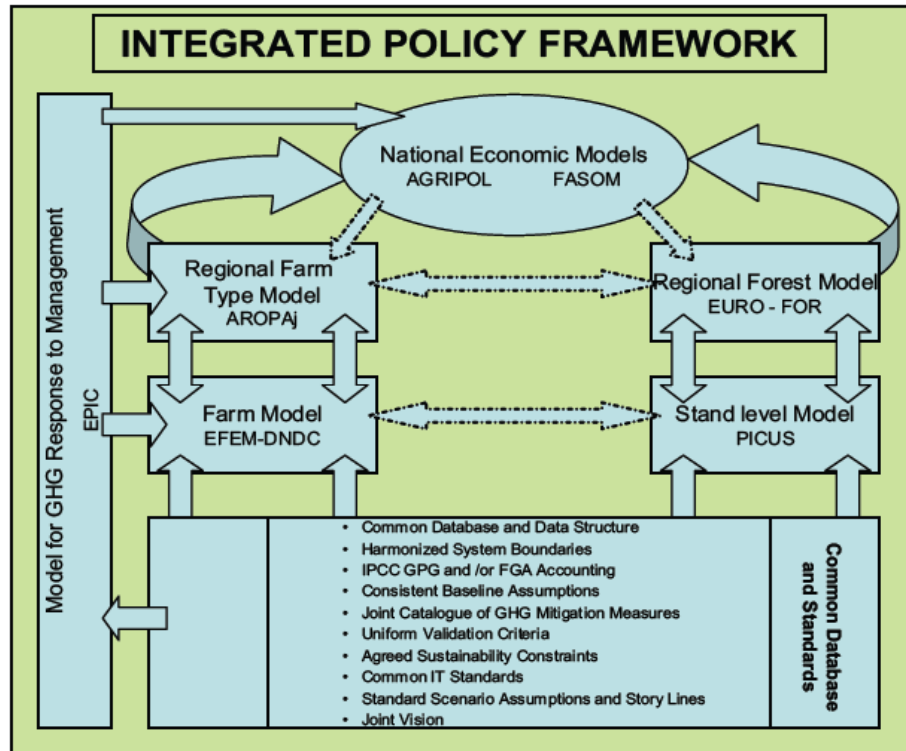 INTEGRATED POLICY FRAMEWORK
National Economic Models
AGRIPOL FASOM
Model for GHG Response to Management
EPIC
Regional Farm
Type Model
AROPAj
Regional Forest Model
EURO - FOR
Farm Model
EFEM-DNDC
Stand level Model
PICUS
• Common Database and Data Structure
• Harmonized System Boundaries
• IPCC GPG and /or FGA Accounting
• Consistent Baseline Assumptions
• Joint Catalogue of GHG Mitigation Measures
• Uniform Validation Criteria
• Agreed Sustainability Constraints
• Common IT Standards
• Standard Scenario Assumptions and Story Lines
• Joint Vision
Common Database
and Standards